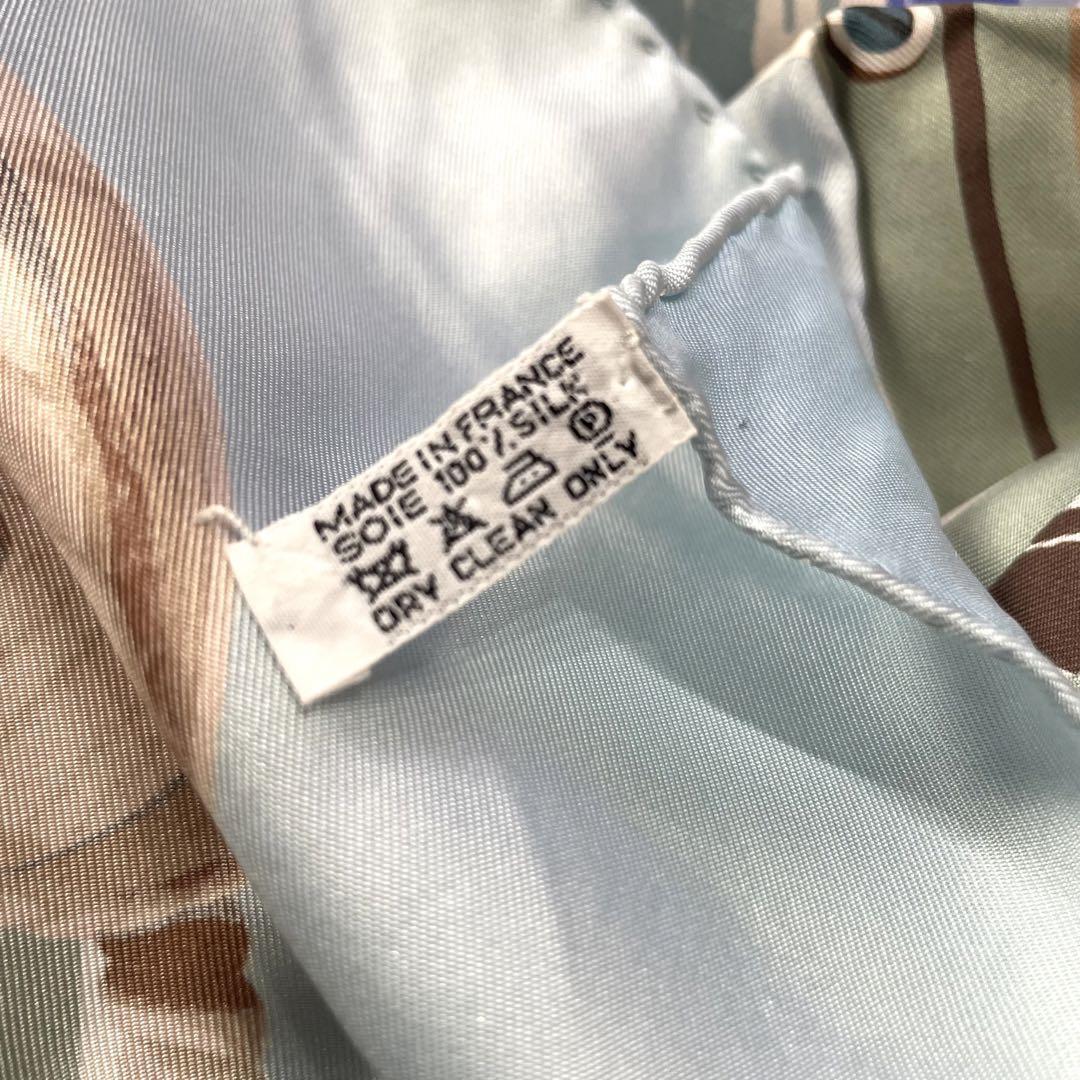 MADE IN FRANCE
SOIE 100% SILK
P
DRY CLEAN ONLY